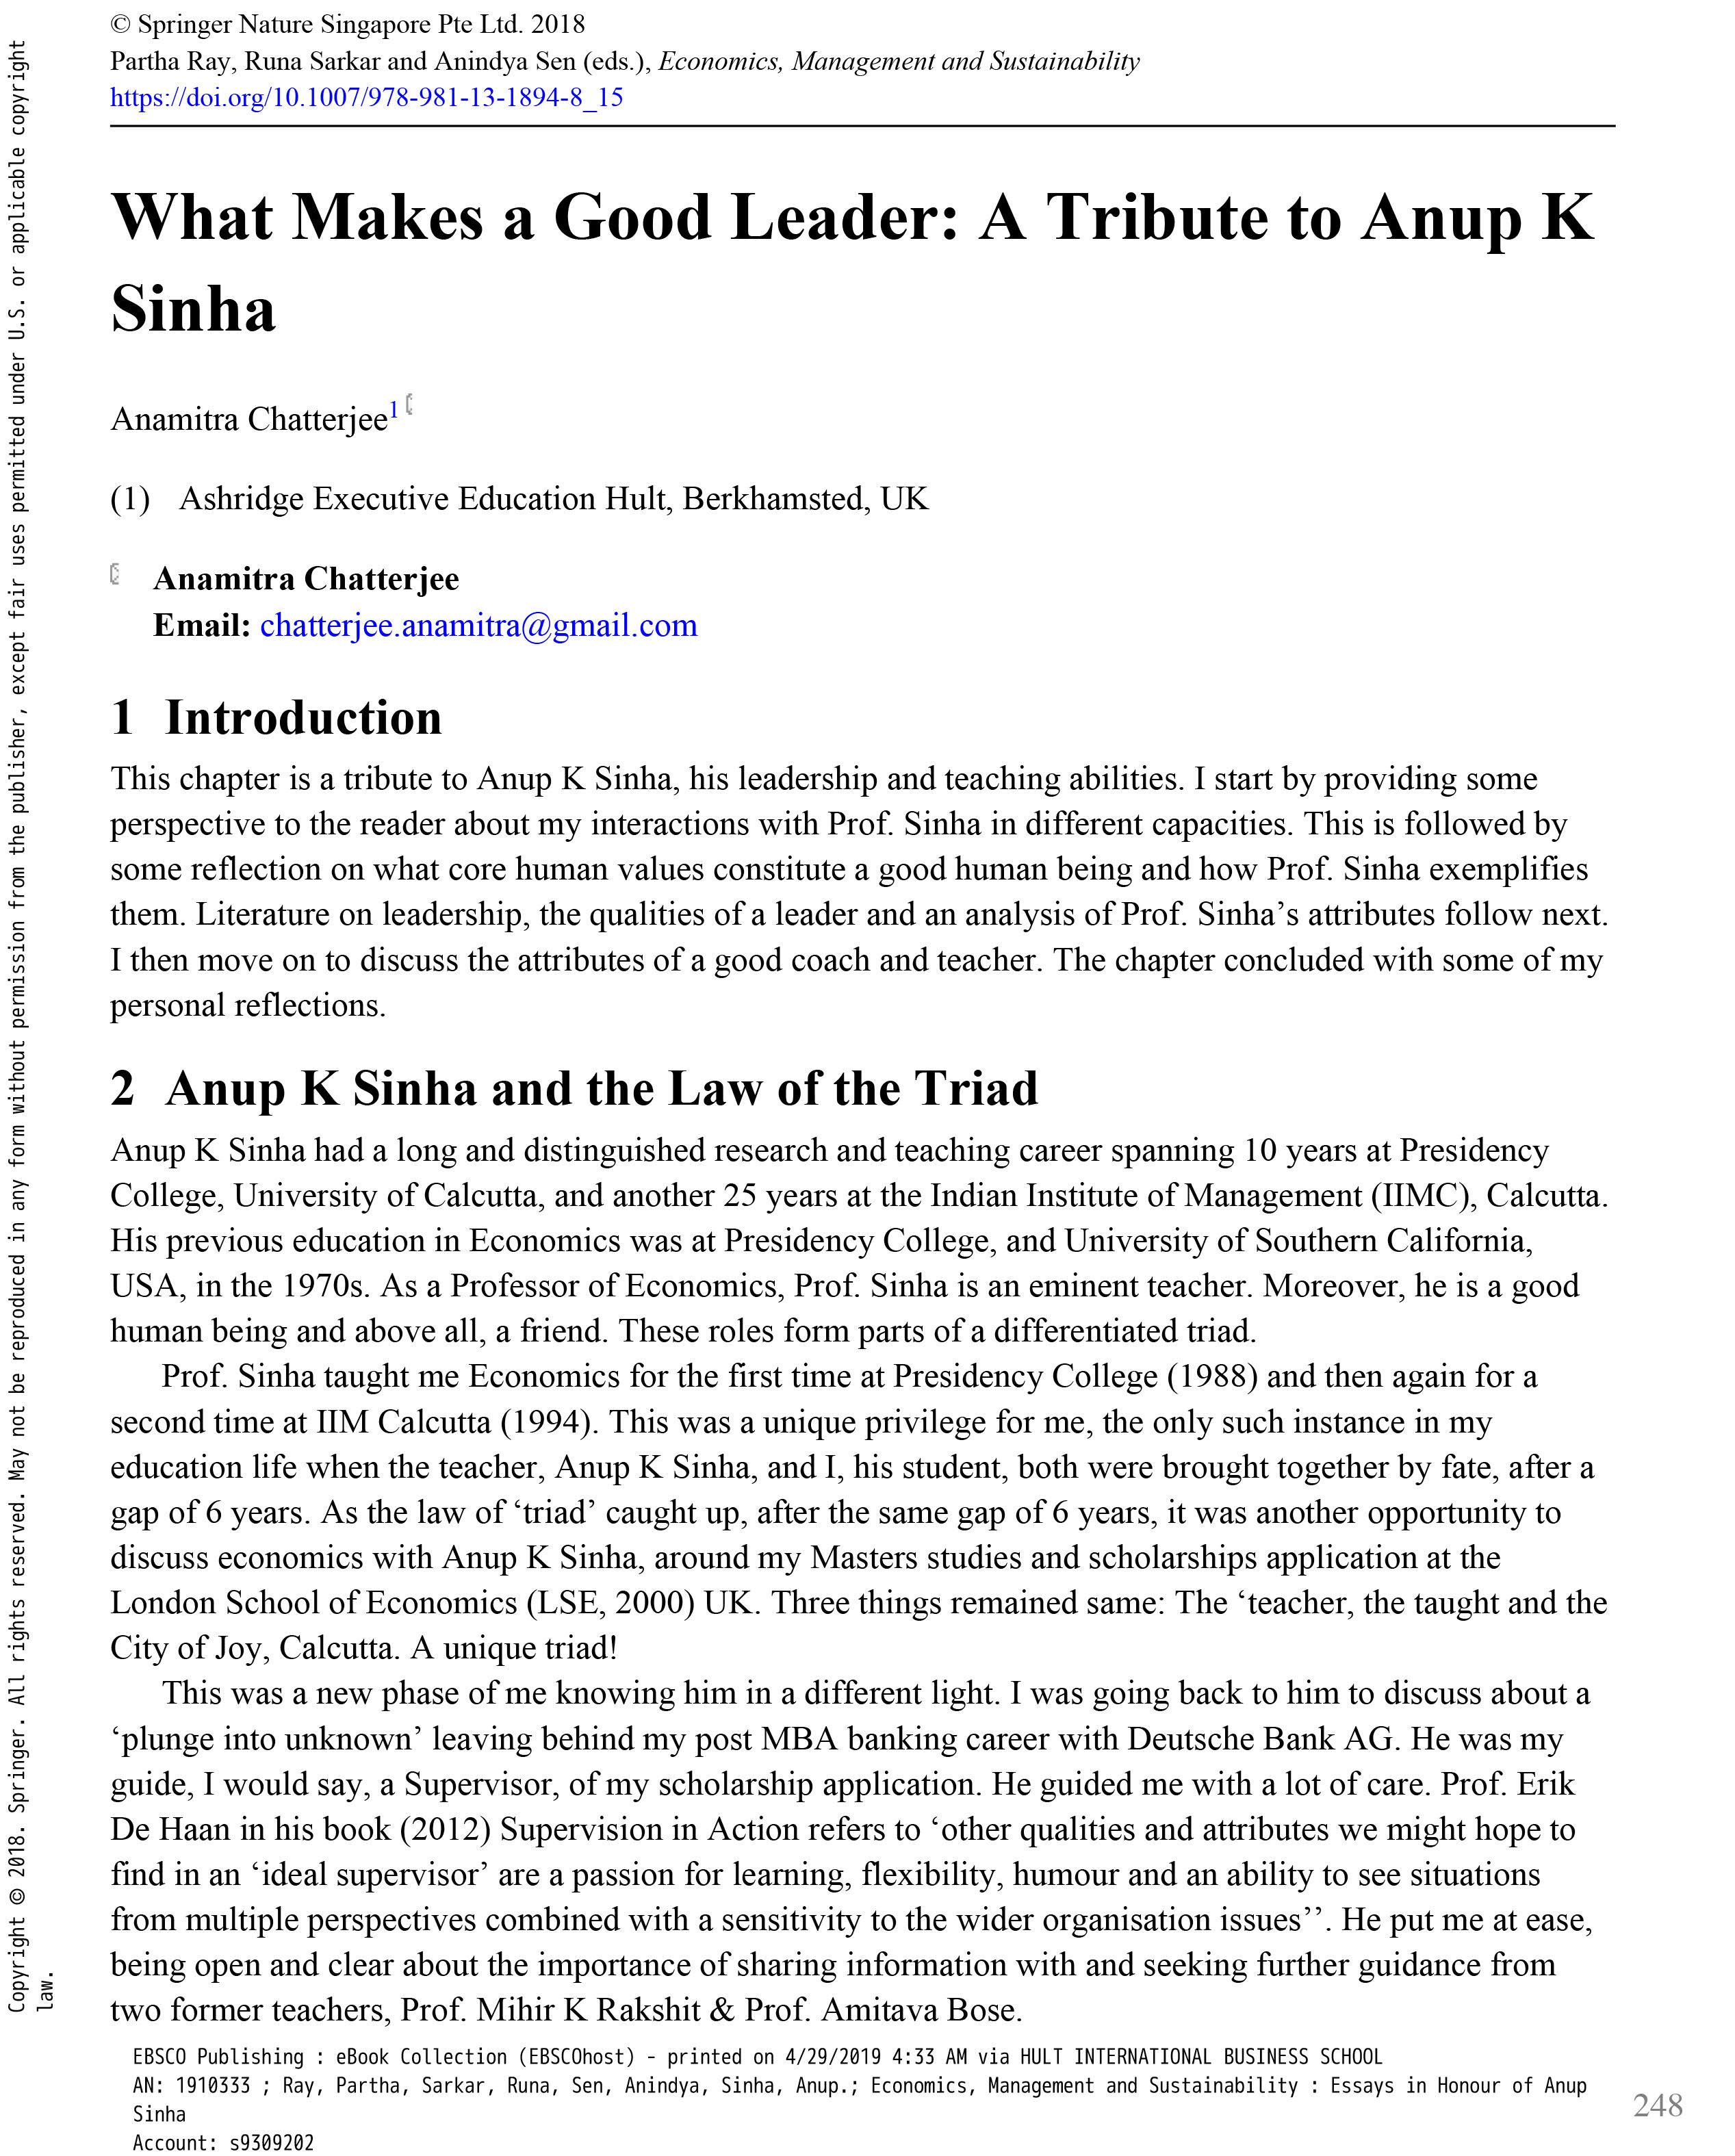 © Springer Nature Singapore Pte Ltd. 2018
Partha Ray, Runa Sarkar and Anindya Sen (eds.), Economics, Management and Sustainability
https://doi.org/10.1007/978-981-13-1894-8_15
What Makes a Good Leader: A Tribute to Anup K
Sinha
Anamitra Chatterjee1
(1) Ashridge Executive Education Hult, Berkhamsted, UK
Anamitra Chatterjee
Email: chatterjee.anamitra@gmail.com
1 Introduction
This chapter is a tribute to Anup K Sinha, his leadership and teaching abilities. I start by providing some
perspective to the reader about my interactions with Prof. Sinha in different capacities. This is followed by
some reflection on what core human values constitute a good human being and how Prof. Sinha exemplifies
them. Literature on leadership, the qualities of a leader and an analysis of Prof. Sinha’s attributes follow next.
I then move on to discuss the attributes of a good coach and teacher. The chapter concluded with some of my
personal reflections.
2 Anup K Sinha and the Law of the Triad
Anup K Sinha had a long and distinguished research and teaching career spanning 10 years at Presidency
College, University of Calcutta, and another 25 years at the Indian Institute of Management (IIMC), Calcutta.
His previous education in Economics was at Presidency College, and University of Southern California,
USA, in the 1970s. As a Professor of Economics, Prof. Sinha is an eminent teacher. Moreover, he is a good
human being and above all, a friend. These roles form parts of a differentiated triad.
Prof. Sinha taught me Economics for the first time at Presidency College (1988) and then again for a
second time at IIM Calcutta (1994). This was a unique privilege for me, the only such instance in my
education life when the teacher, Anup K Sinha, and I, his student, both were brought together by fate, after a
gap of 6 years. As the law of ‘triad’ caught up, after the same gap of 6 years, it was another opportunity to
discuss economics with Anup K Sinha, around my Masters studies and scholarships application at the
London School of Economics (LSE, 2000) UK. Three things remained same: The ‘teacher, the taught and the
City of Joy, Calcutta. A unique triad!
This was a new phase of me knowing him in a different light. I was going back to him to discuss about a
‘plunge into unknown’ leaving behind my post MBA banking career with Deutsche Bank AG. He was my
guide, I would say, a Supervisor, of my scholarship application. He guided me with a lot of care. Prof. Erik
De Haan in his book (2012) Supervision in Action refers to ‘other qualities and attributes we might hope to
find in an ‘ideal supervisor’ are a passion for learning, flexibility, humour and an ability to see situations
from multiple perspectives combined with a sensitivity to the wider organisation issues’’. He put me at ease,
being open and clear about the importance of sharing information with and seeking further guidance from
two former teachers, Prof. Mihir K Rakshit & Prof. Amitava Bose.
EBSCO Publishing : eBook Collection (EBSCOhost) - printed on 4/29/2019 4:33 AM via HULT INTERNATIONAL BUSINESS SCHOOL
AN: 1910333 ; Ray, Partha, Sarkar, Runa, Sen, Anindya, Sinha, Anup.; Economics, Management and Sustainability : Essays in Honour of Anup
Sinha
Account: s9309202
248
Copyright © 2018. Springer. All rights reserved. May not be reproduced in any form without permission from the publisher, except fair uses permitted under U.S. or applicable copyright
law.